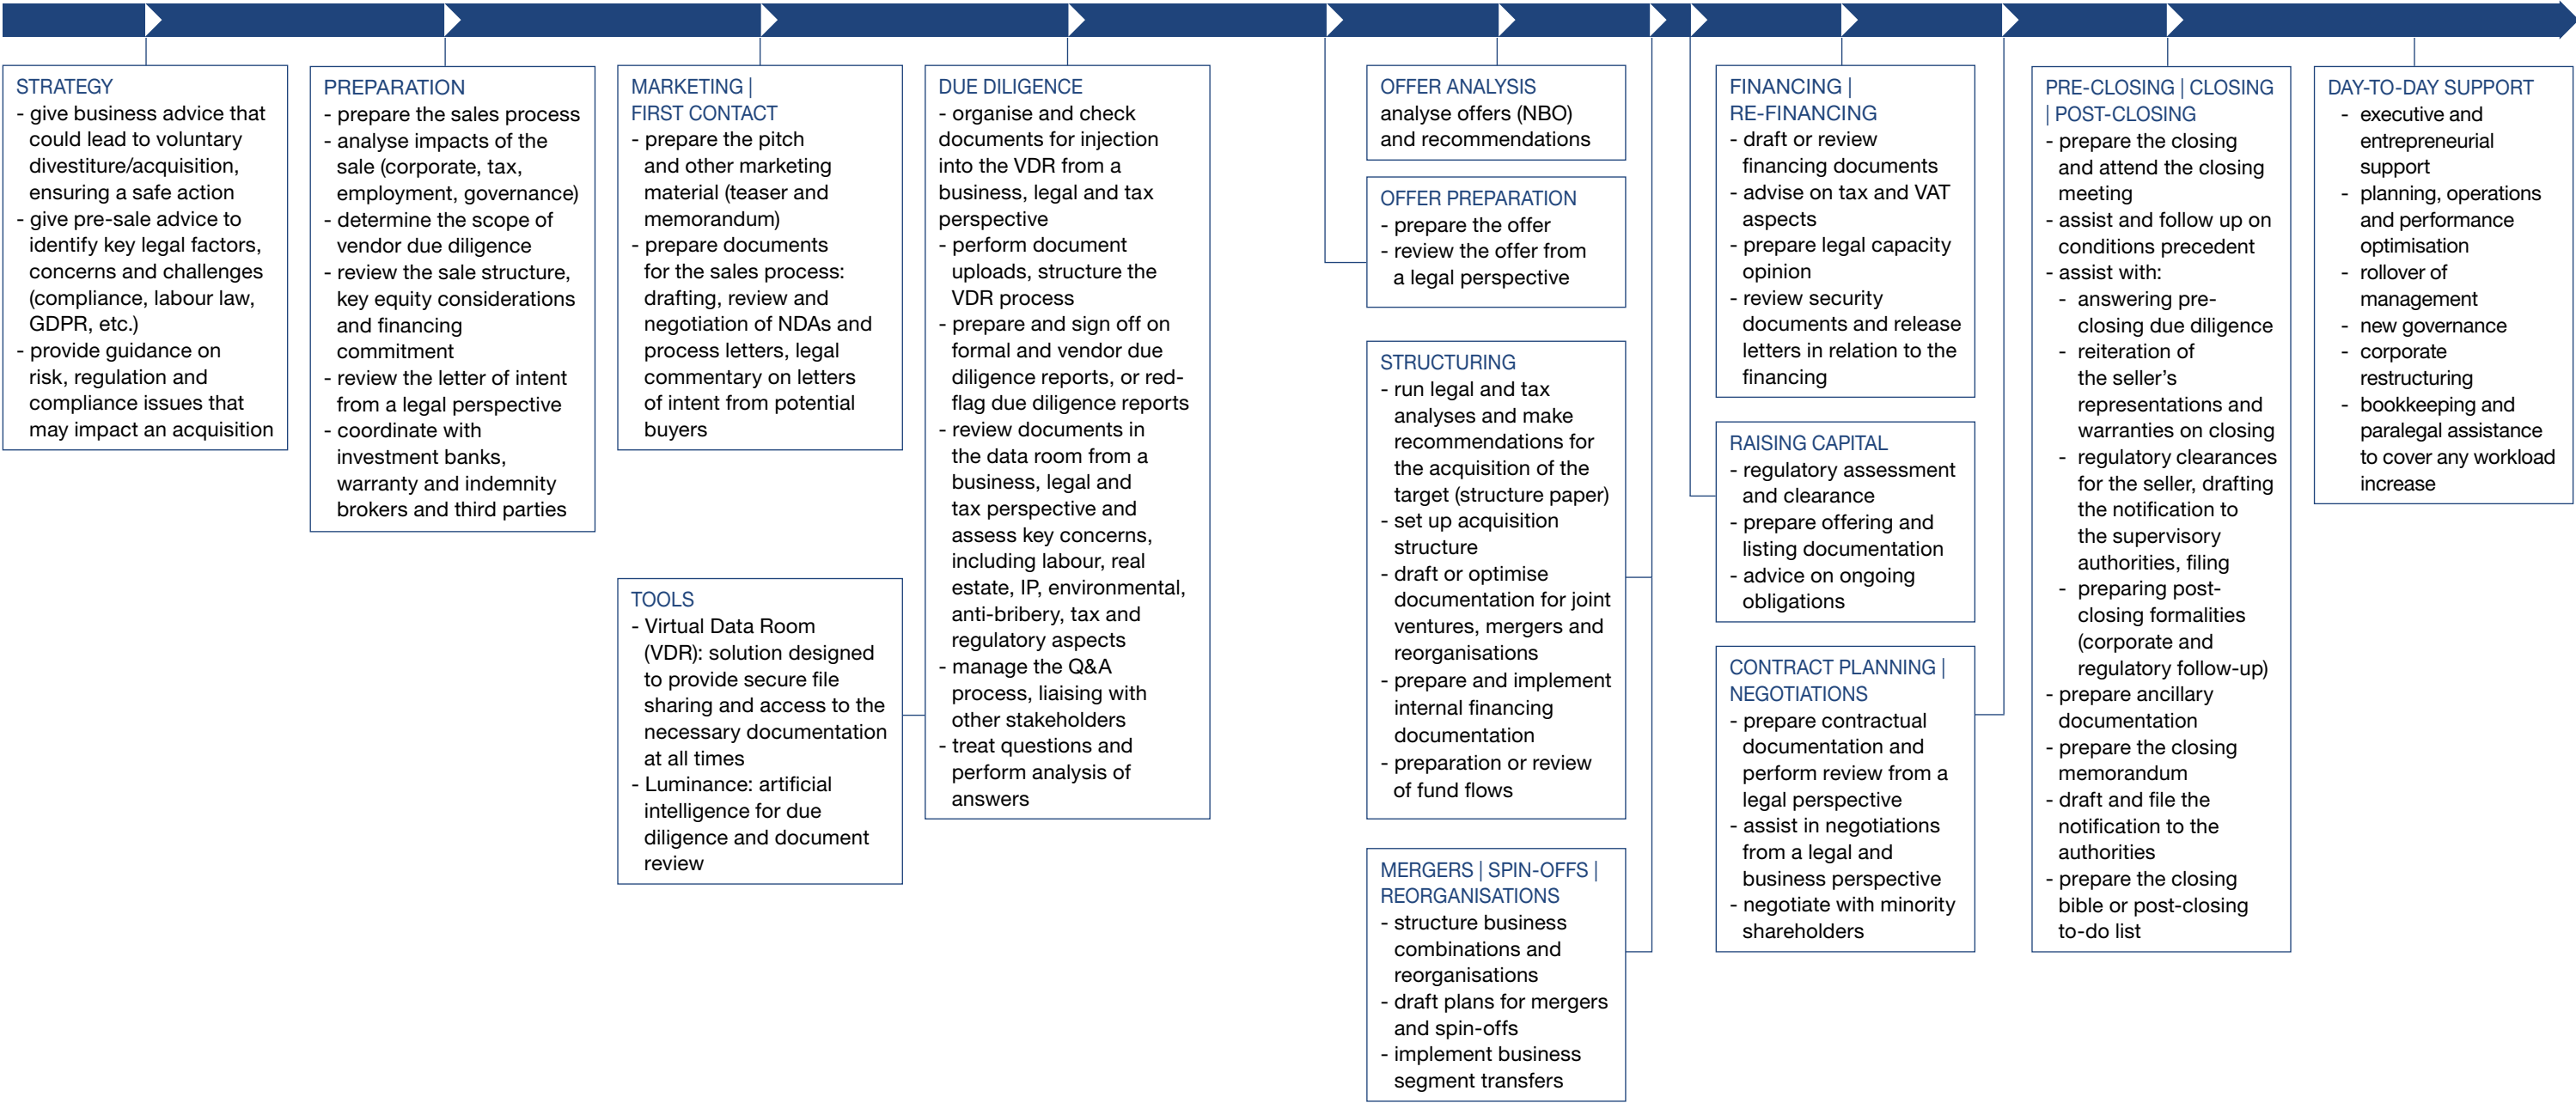 STRATEGY
- give business advice that
could lead to voluntary
divestiture/acquisition,
ensuring a safe action
- give pre-sale advice to
identify key legal factors,
concerns and challenges
(compliance, labour law,
GDPR, etc.)
- provide guidance on
risk, regulation and
compliance issues that
may impact an acquisition
PREPARATION
- prepare the sales process
- analyse impacts of the
sale (corporate, tax,
employment, governance)
- determine the scope of
vendor due diligence
- review the sale structure,
key equity considerations
and financing
commitment
- review the letter of intent
from a legal perspective
- coordinate with
investment banks,
warranty and indemnity
brokers and third parties
MARKETING |
FIRST CONTACT
- prepare the pitch
and other marketing
material (teaser and
memorandum)
- prepare documents
for the sales process:
drafting, review and
negotiation of NDAs and
process letters, legal
commentary on letters
of intent from potential
buyers
TOOLS
- Virtual Data Room
(VDR): solution designed
to provide secure file
sharing and access to the
necessary documentation
at all times
- Luminance: artificial
intelligence for due
diligence and document
review
DUE DILIGENCE
- organise and check
documents for injection
into the VDR from a
business, legal and tax
perspective
- perform document
uploads, structure the
VDR process
- prepare and sign off on
formal and vendor due
diligence reports, or red-
flag due diligence reports
- review documents in
the data room from a
business, legal and
tax perspective and
assess key concerns,
including labour, real
estate, IP, environmental,
anti-bribery, tax and
regulatory aspects
- manage the Q&A
process, liaising with
other stakeholders
- treat questions and
perform analysis of
answers
OFFER ANALYSIS
analyse offers (NBO)
and recommendations
OFFER PREPARATION
- prepare the offer
- review the offer from
a legal perspective
STRUCTURING
- run legal and tax
analyses and make
recommendations for
the acquisition of the
target (structure paper)
- set up acquisition
structure
- draft or optimise
documentation for joint
ventures, mergers and
reorganisations
- prepare and implement
internal financing
documentation
- preparation or review
of fund flows
MERGERS | SPIN-OFFS |
REORGANISATIONS
- structure business
combinations and
reorganisations
- draft plans for mergers
and spin-offs
- implement business
segment transfers
FINANCING |
RE-FINANCING
- draft or review
financing documents
- advise on tax and VAT
aspects
- prepare legal capacity
opinion
- review security
documents and release
letters in relation to the
financing
RAISING CAPITAL
- regulatory assessment
and clearance
- prepare offering and
listing documentation
- advice on ongoing
obligations
CONTRACT PLANNING |
NEGOTIATIONS
- prepare contractual
documentation and
perform review from a
legal perspective
- assist in negotiations
from a legal and
business perspective
- negotiate with minority
shareholders
PRE-CLOSING | CLOSING
| POST-CLOSING
- prepare the closing
and attend the closing
meeting
- assist and follow up on
conditions precedent
- assist with:
- answering pre-
closing due diligence
- reiteration of
the seller's
representations and
warranties on closing
- regulatory clearances
for the seller, drafting
the notification to
the supervisory
authorities, filing
- preparing post-
closing formalities
(corporate and
regulatory follow-up)
- prepare ancillary
documentation
- prepare the closing
memorandum
- draft and file the
notification to the
authorities
- prepare the closing
bible or post-closing
to-do list
DAY-TO-DAY SUPPORT
- executive and
entrepreneurial
support
- planning, operations
and performance
optimisation
- rollover of
management
- new governance
- corporate
restructuring
- bookkeeping and
paralegal assistance
to cover any workload
increase